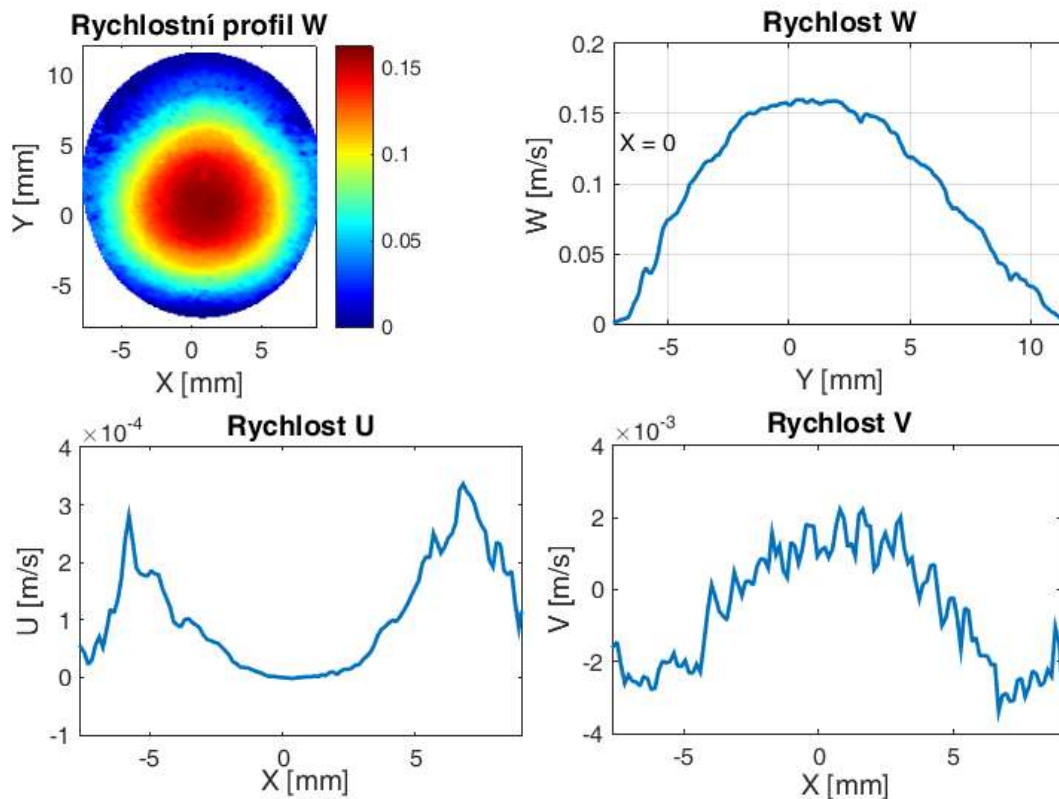 Rychlostní profil W
10
5
0
-5
Y [mm]
-5 0 5
X [mm]
0.15
0.1
0.05
0
Rychlost W
0.2
0.15
0.1
0.05
0
W [m/s]
X = 0
-5 0 5 10
Y [mm]
×10⁻⁴
Rychlost U
4
3
2
1
0
-1
U [m/s]
-5 0 5
X [mm]
×10⁻³
Rychlost V
4
2
0
-2
-4
V [m/s]
-5 0 5
X [mm]